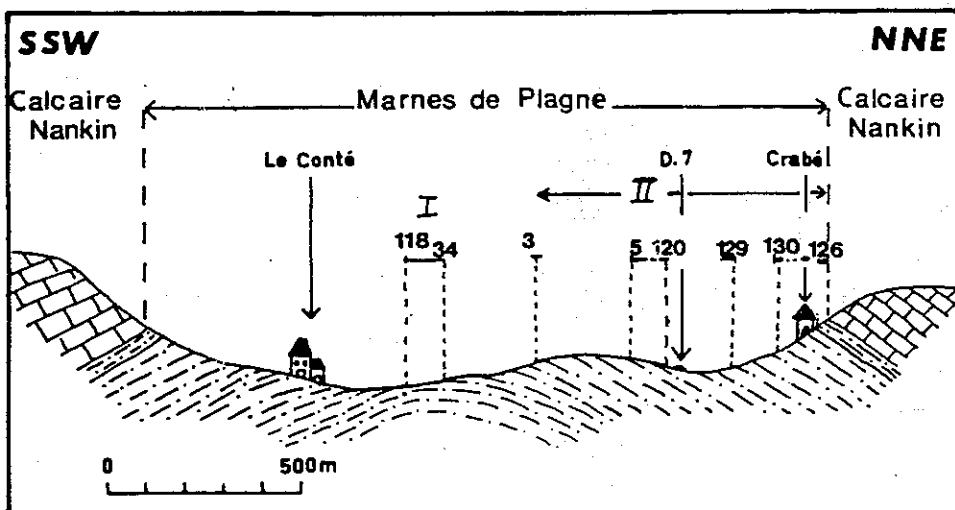 SSW NNE
Calcaire Nankin
Marnes de Plagne
Calcaire Nankin
Le Conté D.7 Crabé
I II
118 34 3 5 120 129 130 126
0 500m